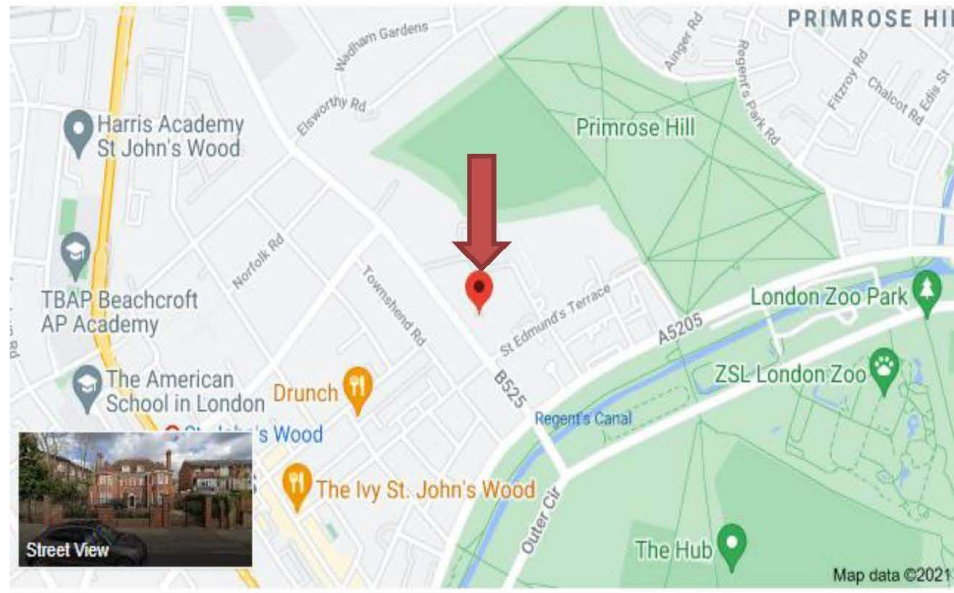 PRIMROSE HIL
Wadham Gardens
Ainger Rd
Regent's Park Rd
Fitzroy Rd
Chalcot Rd
Edis St
Elsworthy Rd
Harris Academy
St John's Wood
Primrose Hill
Norfolk Rd
Townshend Rd
TBAP Beachcroft
AP Academy
St Edmund's Terrace
A5205
London Zoo Park
The American
School in London
Drunch
B525
ZSL London Zoo
Regent's Canal
St John's Wood
The Ivy St. John's Wood
Outer Cir
The Hub
Street View
Map data ©2021